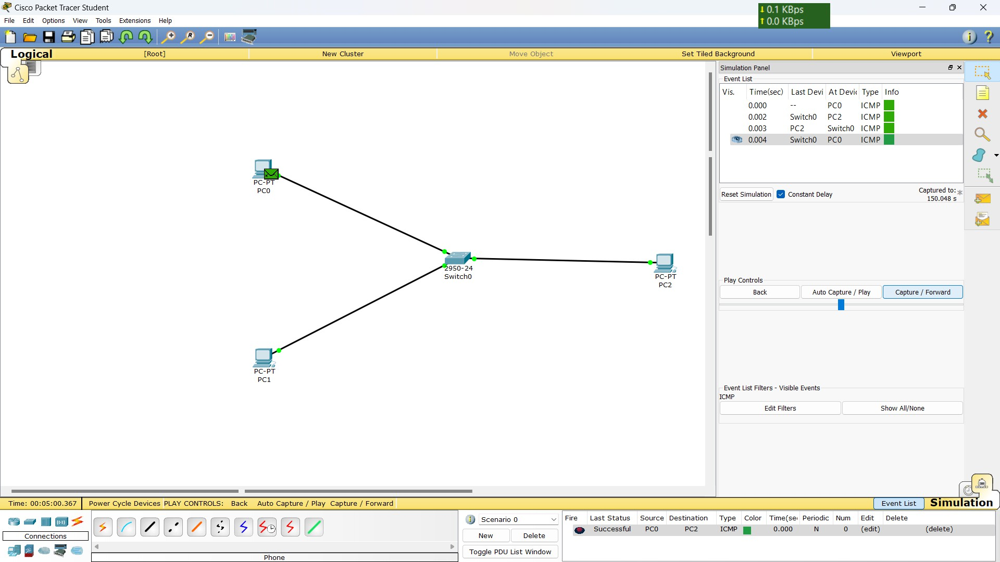 Cisco Packet Tracer Student
0.1 KBps
0.0 KBps
File Edit Options View Tools Extensions Help
Logical [Root] New Cluster Move Object Set Tiled Background Viewport
Simulation Panel
Event List
Vis. Time(sec) Last Devi At Devic Type Info
0.000 -- PC0 ICMP
0.002 Switch0 PC2 ICMP
0.003 PC2 Switch0 ICMP
0.004 Switch0 PC0 ICMP
Reset Simulation Constant Delay Captured to:
150.048 s
PC-PT
PC0
2950-24
Switch0
PC-PT
PC2
PC-PT
PC1
Play Controls
Back Auto Capture / Play Capture / Forward
Event List Filters - Visible Events
ICMP
Edit Filters Show All/None
Time: 00:05:00.367 Power Cycle Devices PLAY CONTROLS: Back Auto Capture / Play Capture / Forward Event List Simulation
Connections
Phone
Scenario 0
New Delete
Toggle PDU List Window
Fire Last Status Source Destination Type Color Time(sec Periodic Num Edit Delete
Successful PC0 PC2 ICMP 0.000 N 0 (edit) (delete)